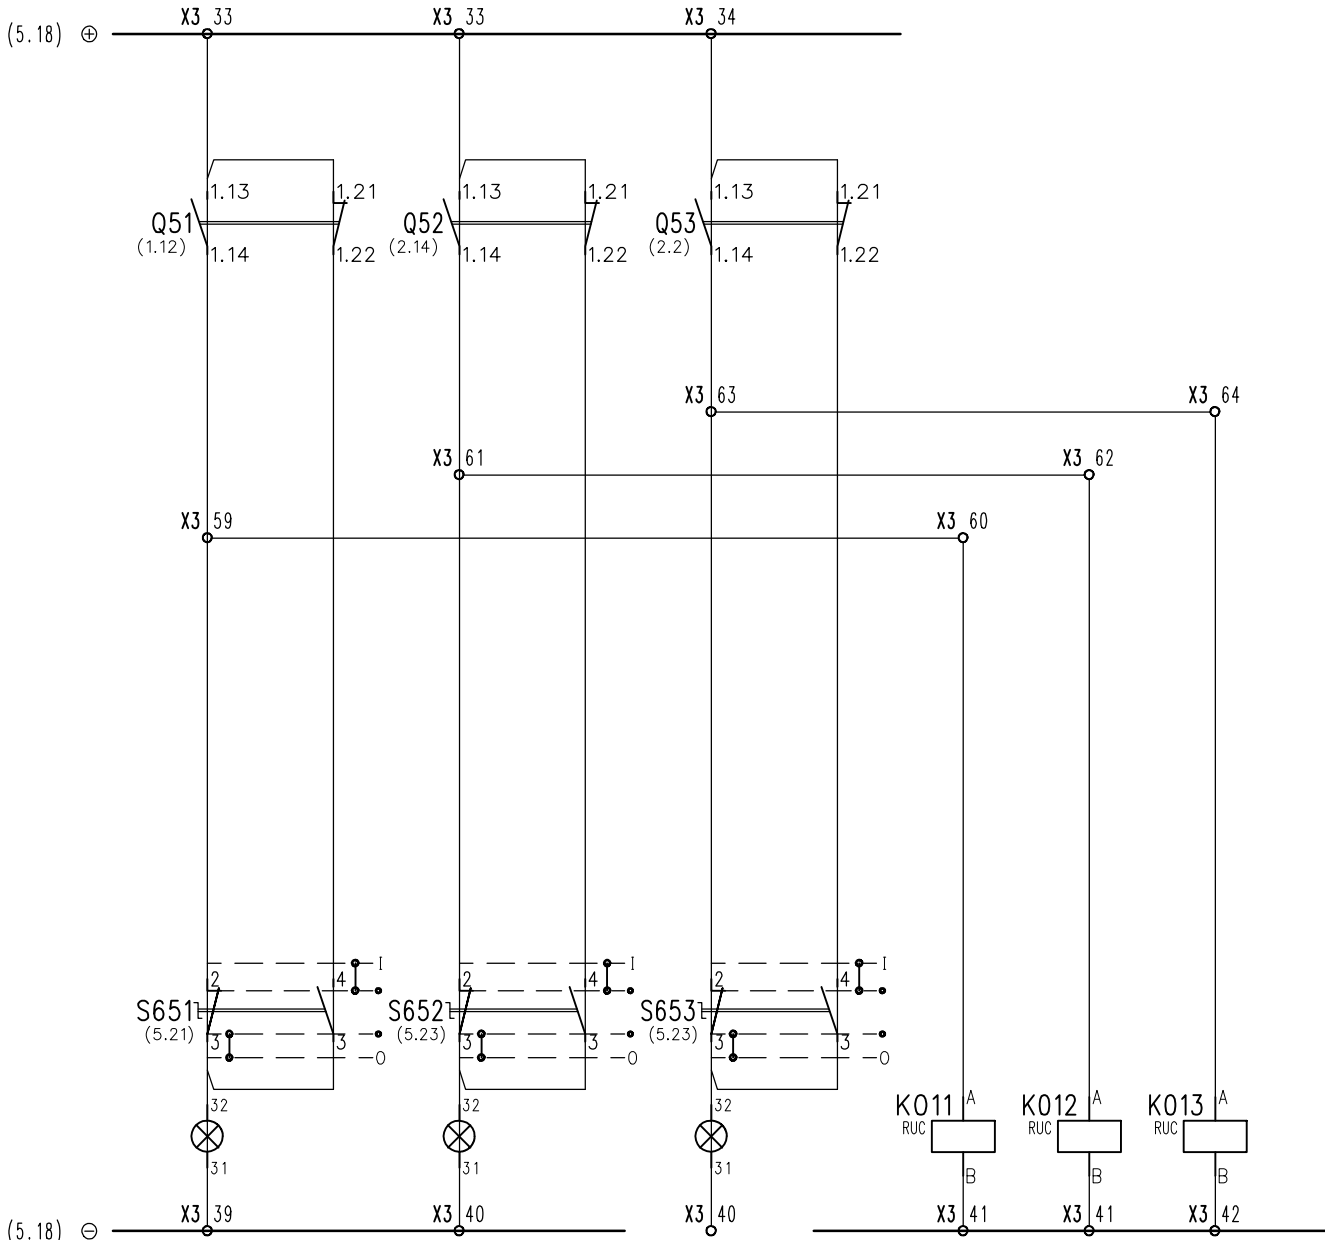 X3 33 X3 33 X3 34
(5.18) ⊕
1.13 1.21 1.13 1.21 1.13 1.21
Q51 Q52 Q53
(1.12) (2.14) (2.2)
1.14 1.22 1.14 1.22 1.14 1.22
X3 63 X3 64
X3 61 X3 62
X3 59 X3 60
I I I
2 4 2 4 2 4
S651 S652 S653
(5.21) (5.23) (5.23)
3 3 3 3 3 3
O O O
32 32 32 K011 A K012 A K013 A
RUC RUC RUC
31 31 31 B B B
X3 39 X3 40 X3 40 X3 41 X3 41 X3 42
(5.18) ⊖